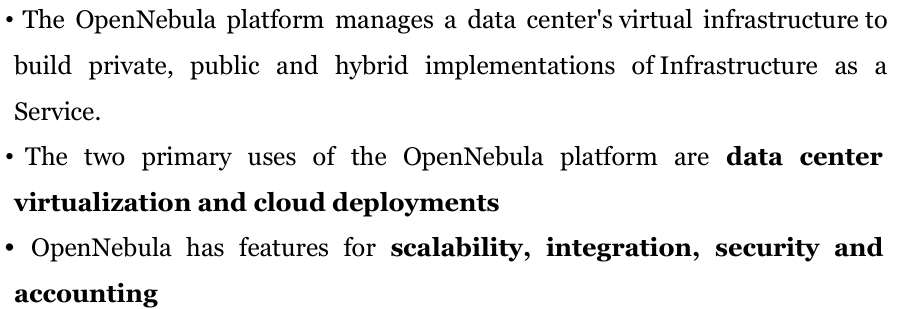 • The OpenNebula platform manages a data center's virtual infrastructure to
build private, public and hybrid implementations of Infrastructure as a
Service.
• The two primary uses of the OpenNebula platform are data center
virtualization and cloud deployments
• OpenNebula has features for scalability, integration, security and
accounting